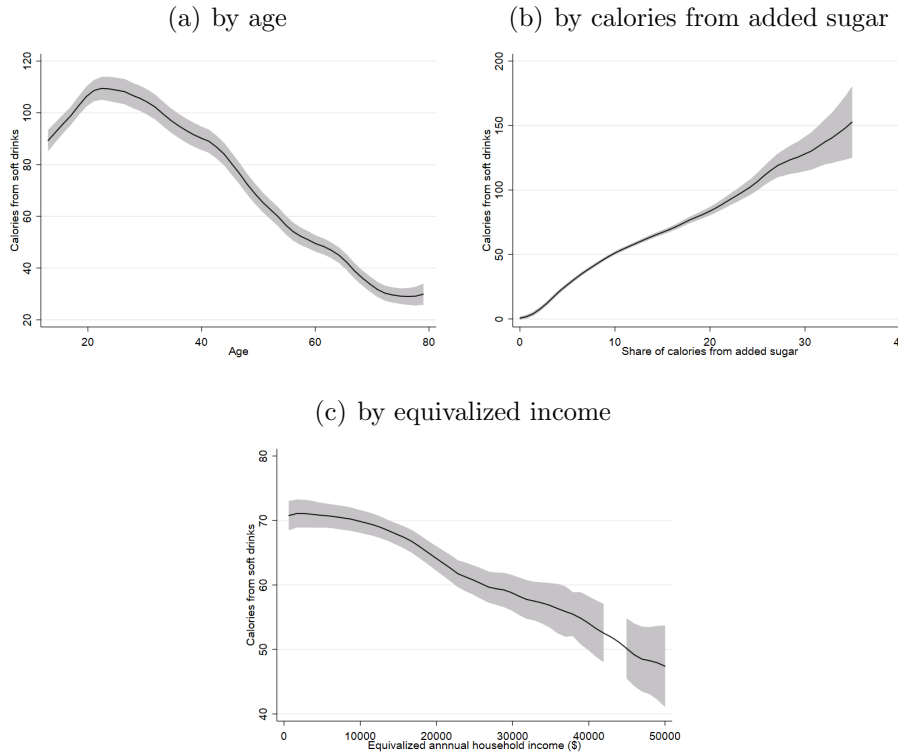 (a) by age
120
100
80
60
40
20
Calories from soft drinks
20 40 60 80
Age
(b) by calories from added sugar
200
150
100
50
0
Calories from soft drinks
0 10 20 30
Share of calories from added sugar
(c) by equivalized income
80
70
60
50
40
Calories from soft drinks
0 10000 20000 30000 40000 50000
Equivalized annnual household income ($)